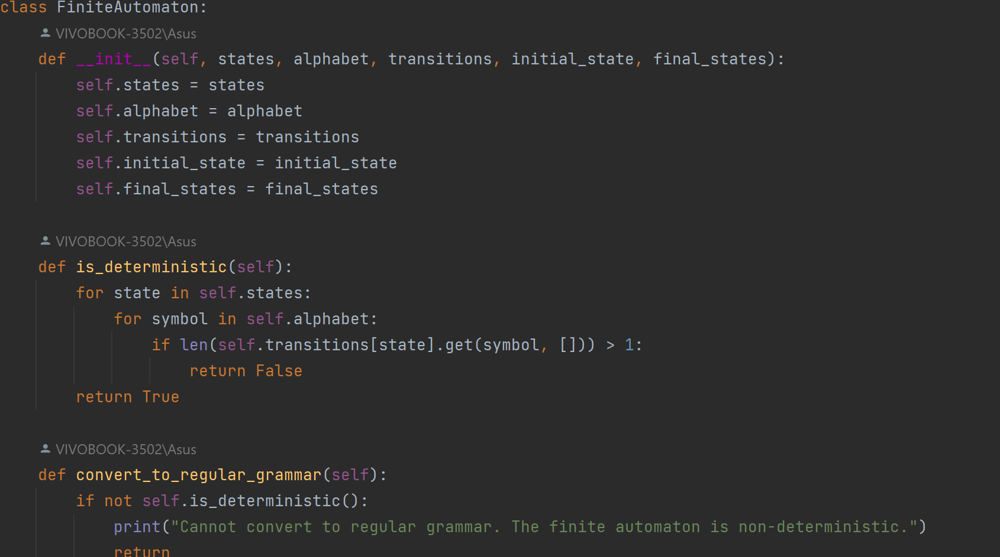 class FiniteAutomaton:
VIVOBOOK-3502\Asus
def __init__(self, states, alphabet, transitions, initial_state, final_states):
self.states = states
self.alphabet = alphabet
self.transitions = transitions
self.initial_state = initial_state
self.final_states = final_states
VIVOBOOK-3502\Asus
def is_deterministic(self):
for state in self.states:
for symbol in self.alphabet:
if len(self.transitions[state].get(symbol, [])) > 1:
return False
return True
VIVOBOOK-3502\Asus
def convert_to_regular_grammar(self):
if not self.is_deterministic():
print("Cannot convert to regular grammar. The finite automaton is non-deterministic.")
return